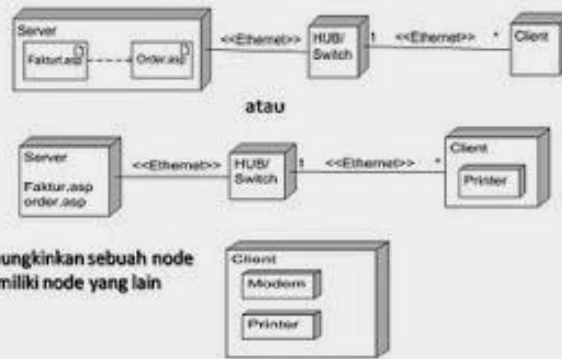 Server
Faktur.asp
Order.asp
<<Ethernet>>
HUB/
Switch
1
<<Ethernet>>
*
Client
atau
Server
Faktur.asp
order.asp
<<Ethernet>>
HUB/
Switch
1
<<Ethernet>>
*
Client
Printer
ungkinkan sebuah node
miliki node yang lain
Client
Modem
Printer